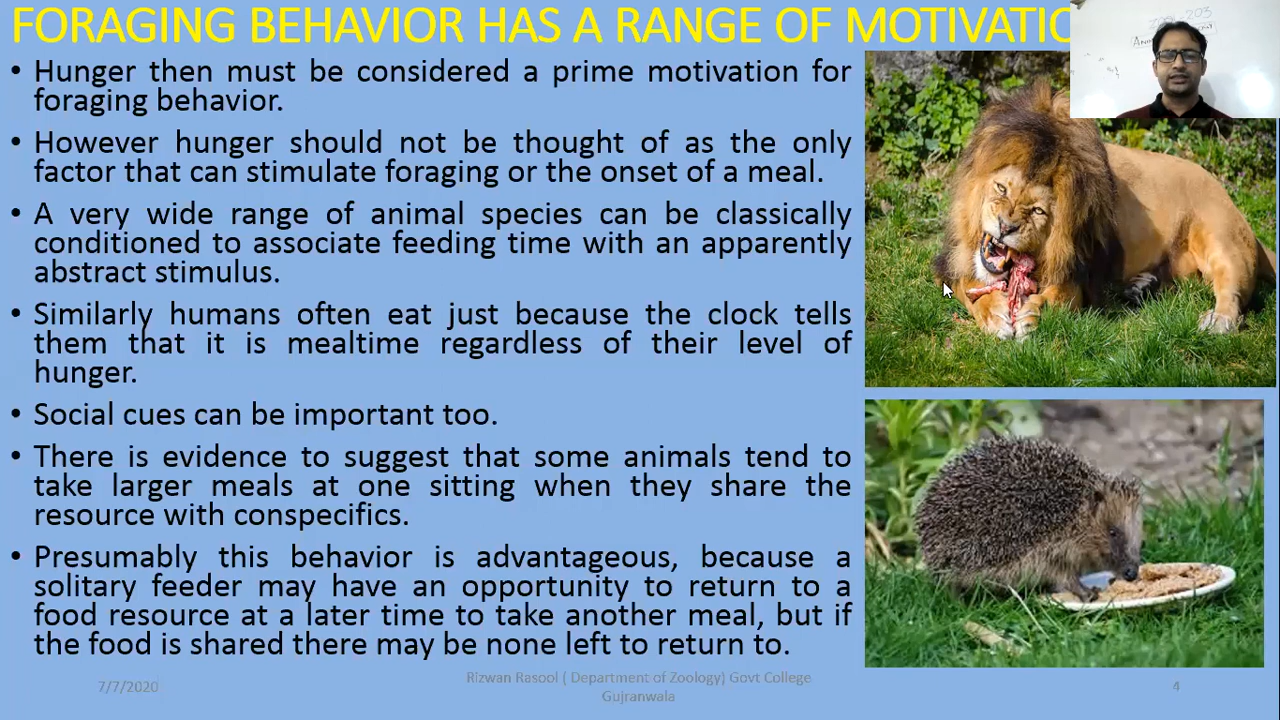 FORAGING BEHAVIOR HAS A RANGE OF MOTIVATIO
• Hunger then must be considered a prime motivation for
foraging behavior.
• However hunger should not be thought of as the only
factor that can stimulate foraging or the onset of a meal.
• A very wide range of animal species can be classically
conditioned to associate feeding time with an apparently
abstract stimulus.
• Similarly humans often eat just because the clock tells
them that it is mealtime regardless of their level of
hunger.
• Social cues can be important too.
• There is evidence to suggest that some animals tend to
take larger meals at one sitting when they share the
resource with conspecifics.
• Presumably this behavior is advantageous, because a
solitary feeder may have an opportunity to return to a
food resource at a later time to take another meal, but if
the food is shared there may be none left to return to.
7/7/2020
Rizwan Rasool ( Department of Zoology) Govt College
Gujranwala
4